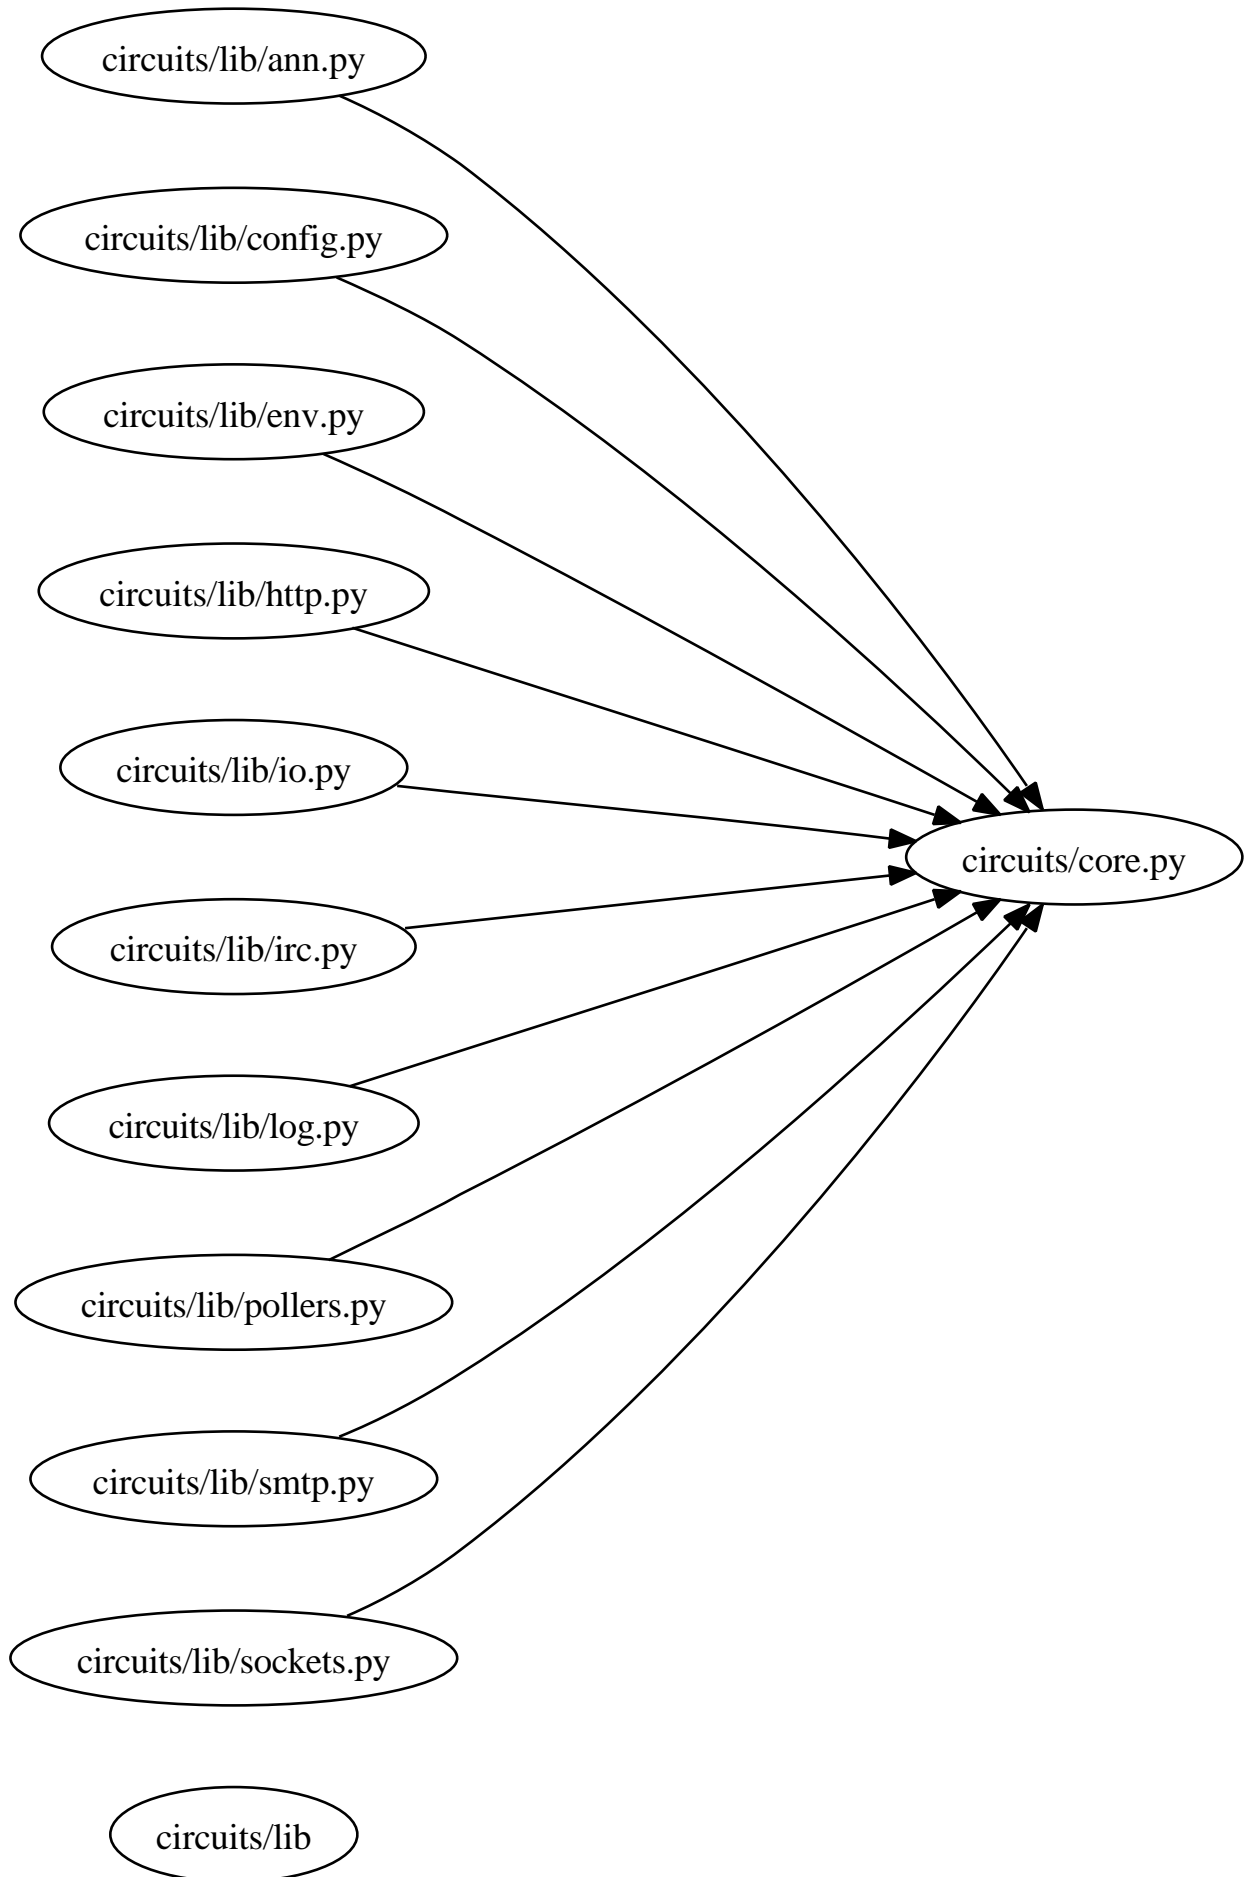 circuits/lib/ann.py
circuits/lib/config.py
circuits/lib/env.py
circuits/lib/http.py
circuits/lib/io.py
circuits/core.py
circuits/lib/irc.py
circuits/lib/log.py
circuits/lib/pollers.py
circuits/lib/smtp.py
circuits/lib/sockets.py
circuits/lib